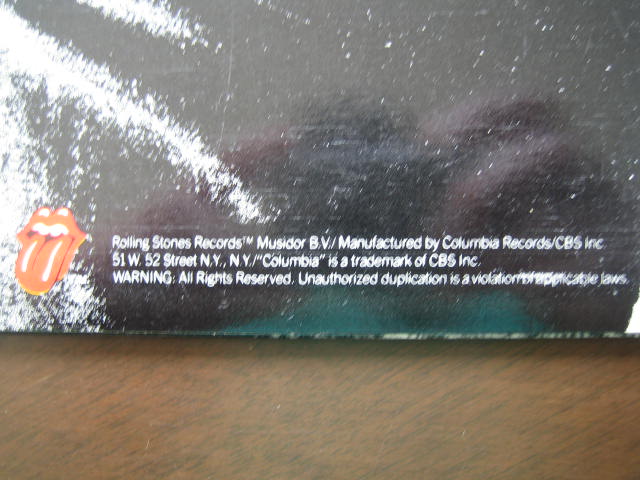 Rolling Stones Records™ Musidor B.V./ Manufactured by Columbia Records/CBS Inc.
51 W. 52 Street N.Y., N.Y./"Columbia" is a trademark of CBS Inc.
WARNING: All Rights Reserved. Unauthorized duplication is a violation of applicable laws.